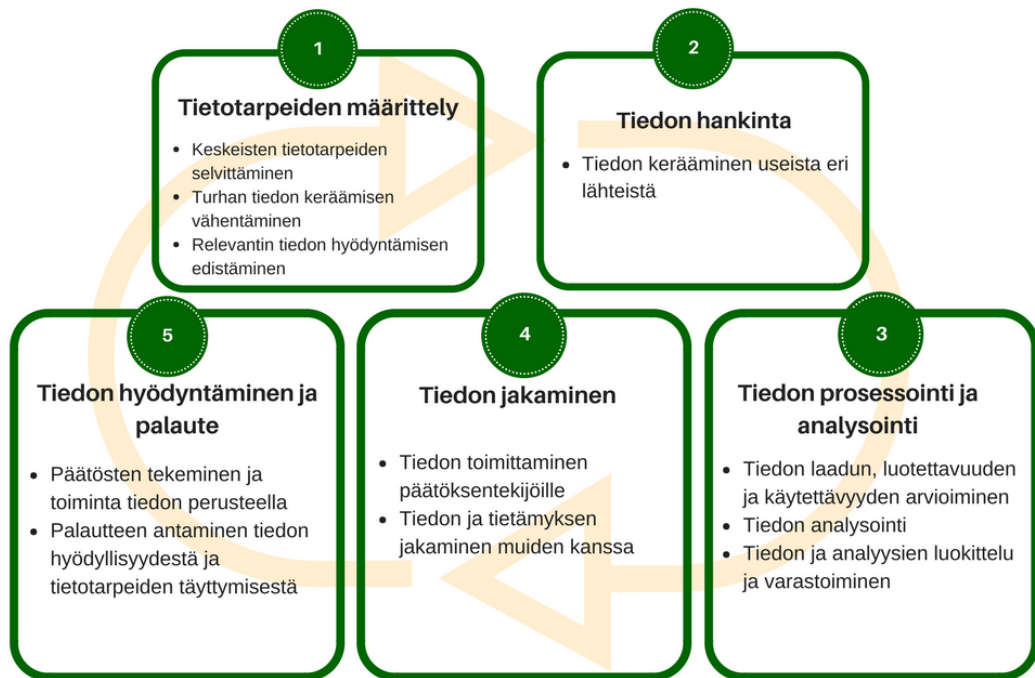 1
Tietotarpeiden määrittely
• Keskeisten tietotarpeiden
selvittäminen
• Turhan tiedon keräämisen
vähentäminen
• Relevantin tiedon hyödyntämisen
edistäminen
2
Tiedon hankinta
• Tiedon kerääminen useista eri
lähteistä
3
Tiedon prosessointi ja
analysointi
• Tiedon laadun, luotettavuuden
ja käytettävyyden arvioiminen
• Tiedon analysointi
• Tiedon ja analyysien luokittelu
ja varastoiminen
4
Tiedon jakaminen
• Tiedon toimittaminen
päätöksentekijöille
• Tiedon ja tietämyksen
jakaminen muiden kanssa
5
Tiedon hyödyntäminen ja
palaute
• Päätösten tekeminen ja
toiminta tiedon perusteella
• Palautteen antaminen tiedon
hyödyllisyydestä ja
tietotarpeiden täyttymisestä